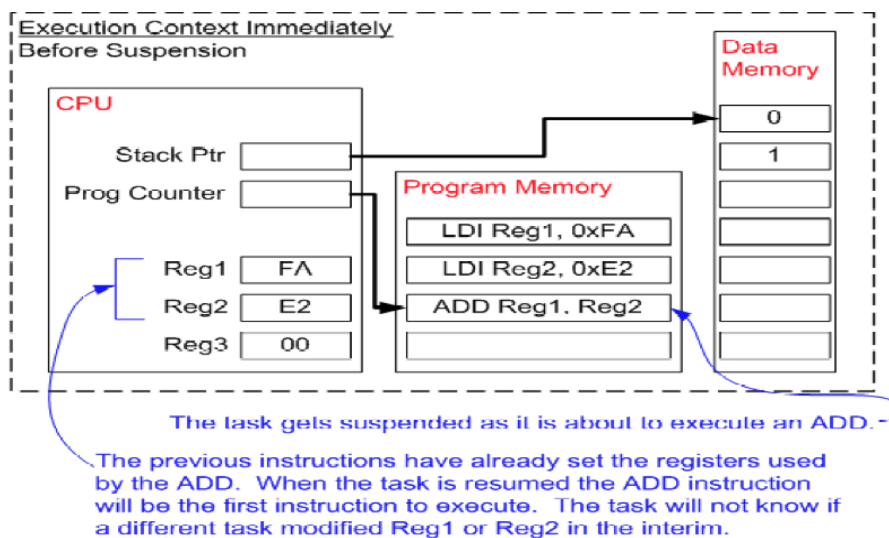 Execution Context Immediately
Before Suspension
Data
Memory
CPU
0
Stack Ptr
1
Prog Counter
Program Memory
LDI Reg1, 0xFA
Reg1 FA
LDI Reg2, 0xE2
Reg2 E2
ADD Reg1, Reg2
Reg3 00
The task gets suspended as it is about to execute an ADD.
The previous instructions have already set the registers used
by the ADD. When the task is resumed the ADD instruction
will be the first instruction to execute. The task will not know if
a different task modified Reg1 or Reg2 in the interim.